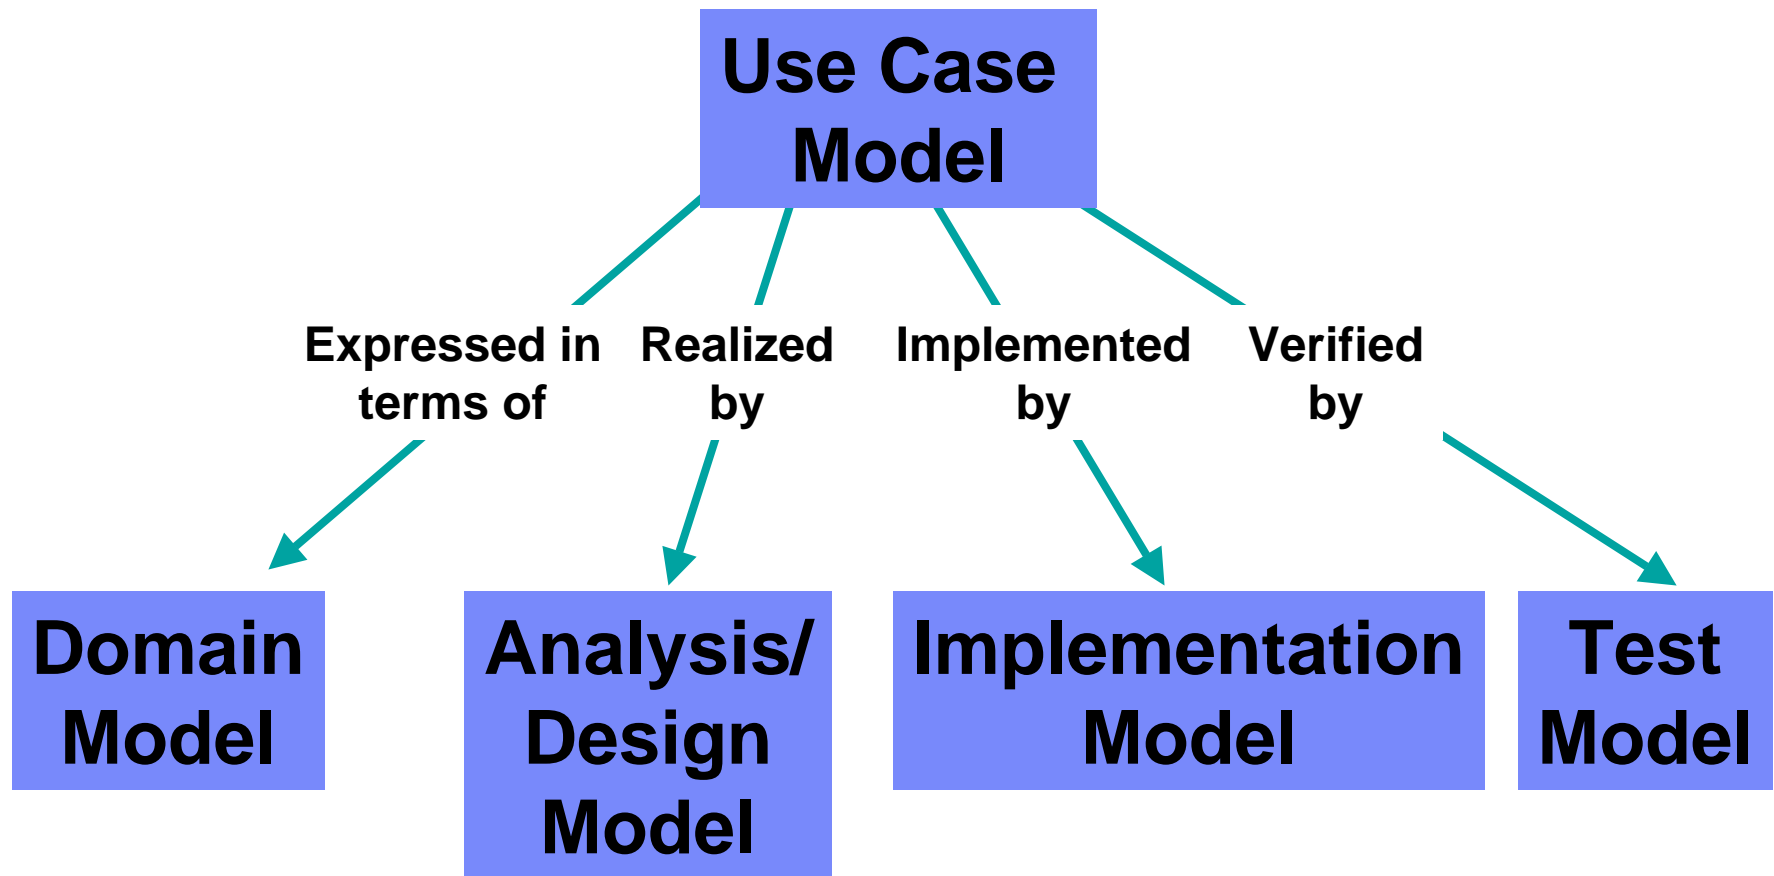 Use Case
Model
Expressed in
terms of
Realized
by
Implemented
by
Verified
by
Domain
Model
Analysis/
Design
Model
Implementation
Model
Test
Model